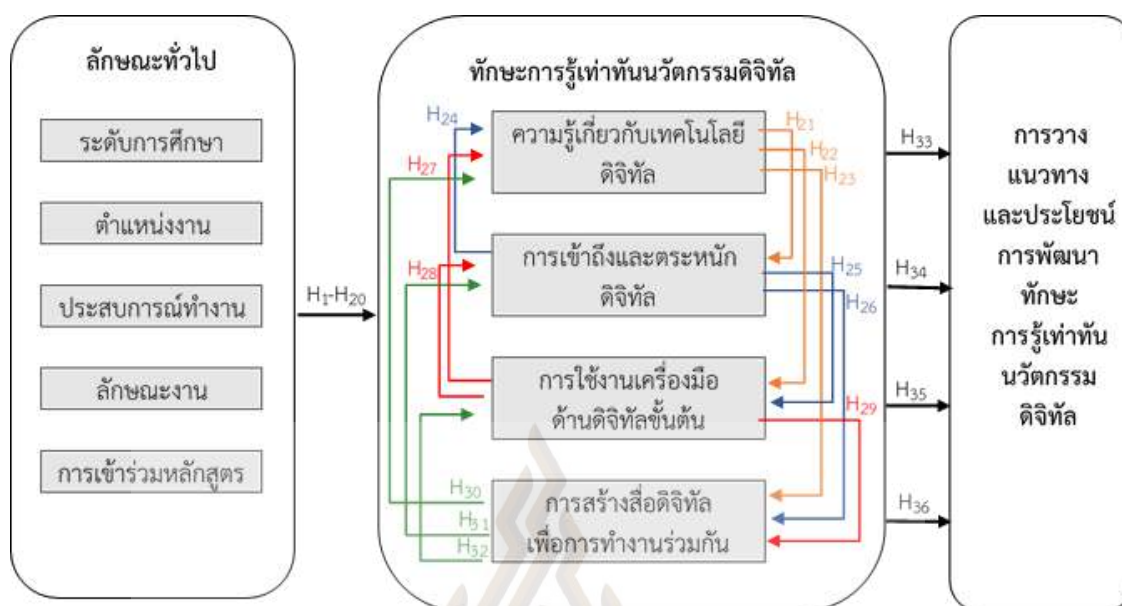 ลักษณะทั่วไป
ระดับการศึกษา
ตำแหน่งงาน
ประสบการณ์ทำงาน
ลักษณะงาน
การเข้าร่วมหลักสูตร
H1-H20
ทักษะการรู้เท่าทันนวัตกรรมดิจิทัล
ความรู้เกี่ยวกับเทคโนโลยี
ดิจิทัล
การเข้าถึงและตระหนัก
ดิจิทัล
การใช้งานเครื่องมือ
ด้านดิจิทัลขั้นต้น
การสร้างสื่อดิจิทัล
เพื่อการทำงานร่วมกัน
H24
H27
H28
H30
H31
H32
H21
H22
H23
H25
H26
H29
H33
H34
H35
H36
การวาง
แนวทาง
และประโยชน์
การพัฒนา
ทักษะ
การรู้เท่าทัน
นวัตกรรม
ดิจิทัล